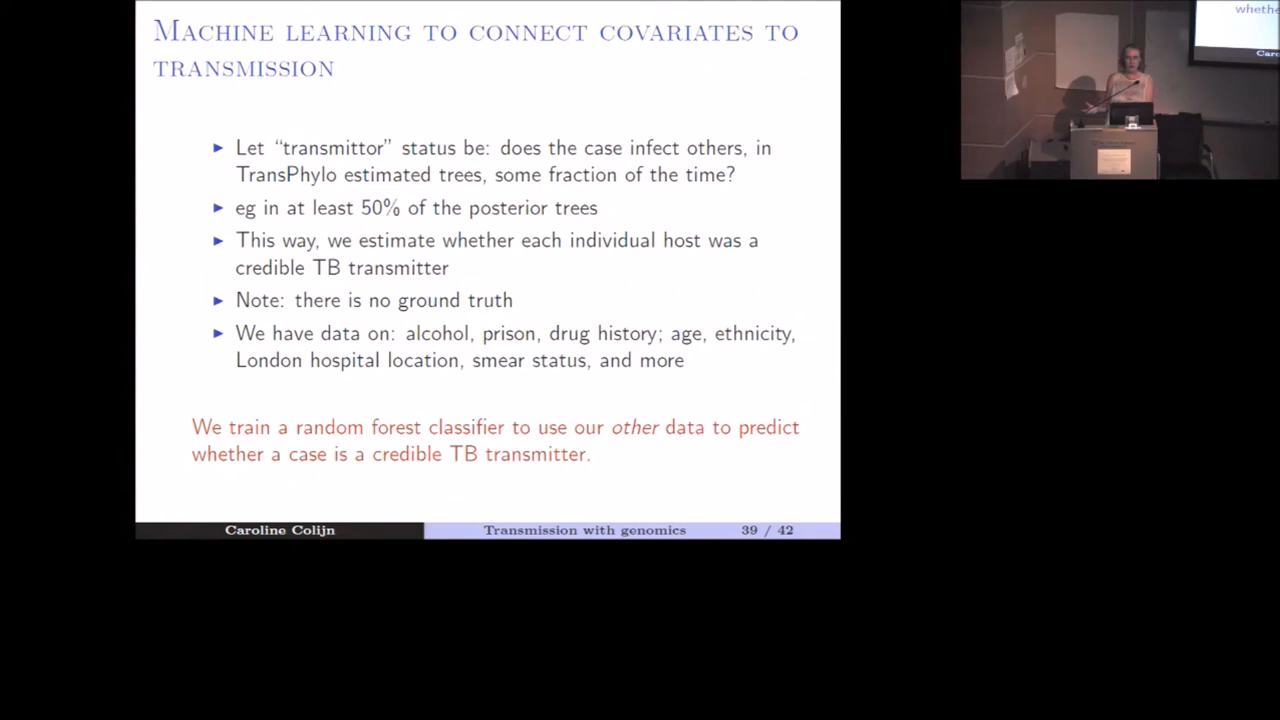 MACHINE LEARNING TO CONNECT COVARIATES TO
TRANSMISSION
Let “transmittor” status be: does the case infect others, in
TransPhylo estimated trees, some fraction of the time?
eg in at least 50% of the posterior trees
This way, we estimate whether each individual host was a
credible TB transmitter
Note: there is no ground truth
We have data on: alcohol, prison, drug history; age, ethnicity,
London hospital location, smear status, and more
We train a random forest classifier to use our other data to predict
whether a case is a credible TB transmitter.
Caroline Colijn
Transmission with genomics
39 / 42
whethe
Caro